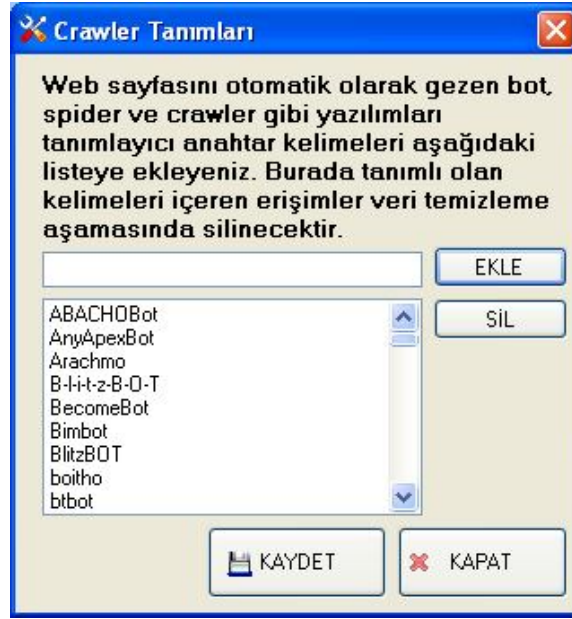 Crawler Tanımları
Web sayfasını otomatik olarak gezen bot,
spider ve crawler gibi yazılımları
tanımlayıcı anahtar kelimeleri aşağıdaki
listeye ekleyeniz. Burada tanımlı olan
kelimeleri içeren erişimler veri temizleme
aşamasında silinecektir.
EKLE
SİL
ABACHOBot
AnyApexBot
Arachmo
B-l-i-t-z-B-O-T
BecomeBot
Bimbot
BlitzBOT
boitho
btbot
KAYDET
KAPAT